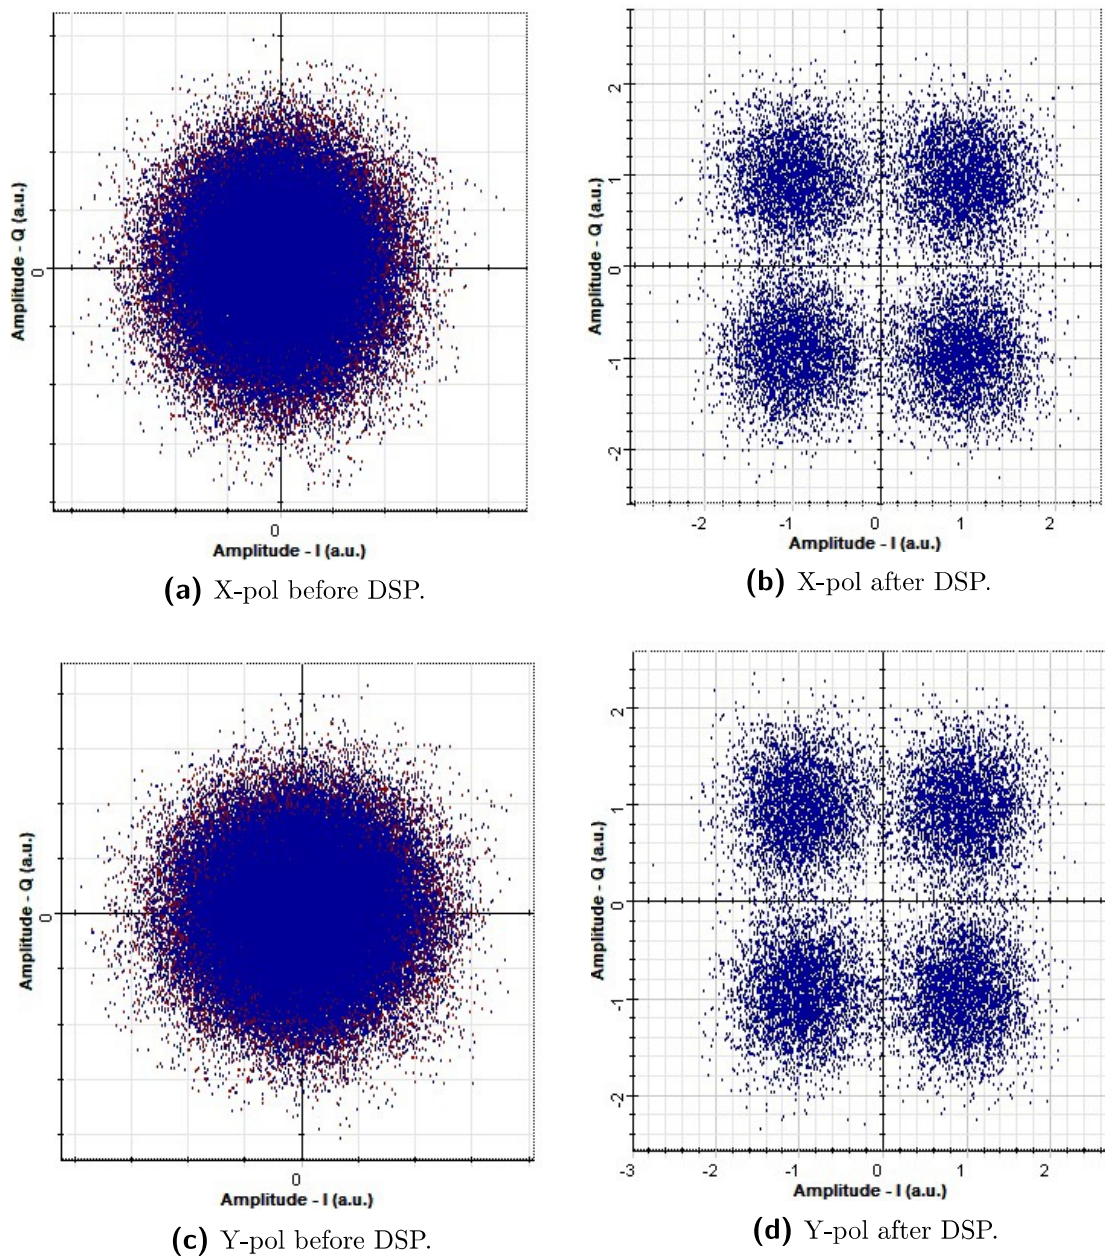 Amplitude - Q (a.u.)
0
0
Amplitude - I (a.u.)
(a) X-pol before DSP.
Amplitude - Q (a.u.)
2
1
0
-1
-2
-2 -1 0 1 2
Amplitude - I (a.u.)
(b) X-pol after DSP.
Amplitude - Q (a.u.)
0
0
Amplitude - I (a.u.)
(c) Y-pol before DSP.
Amplitude - Q (a.u.)
2
1
0
-1
-2
-3 -2 -1 0 1 2
Amplitude - I (a.u.)
(d) Y-pol after DSP.